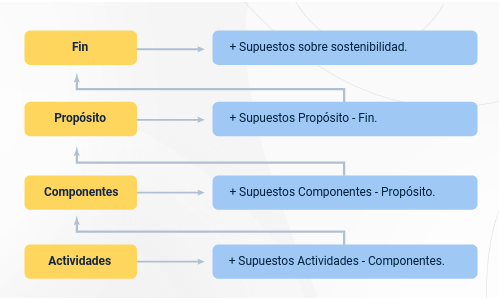 Fin
+ Supuestos sobre sostenibilidad.
Propósito
+ Supuestos Propósito - Fin.
Componentes
+ Supuestos Componentes - Propósito.
Actividades
+ Supuestos Actividades - Componentes.